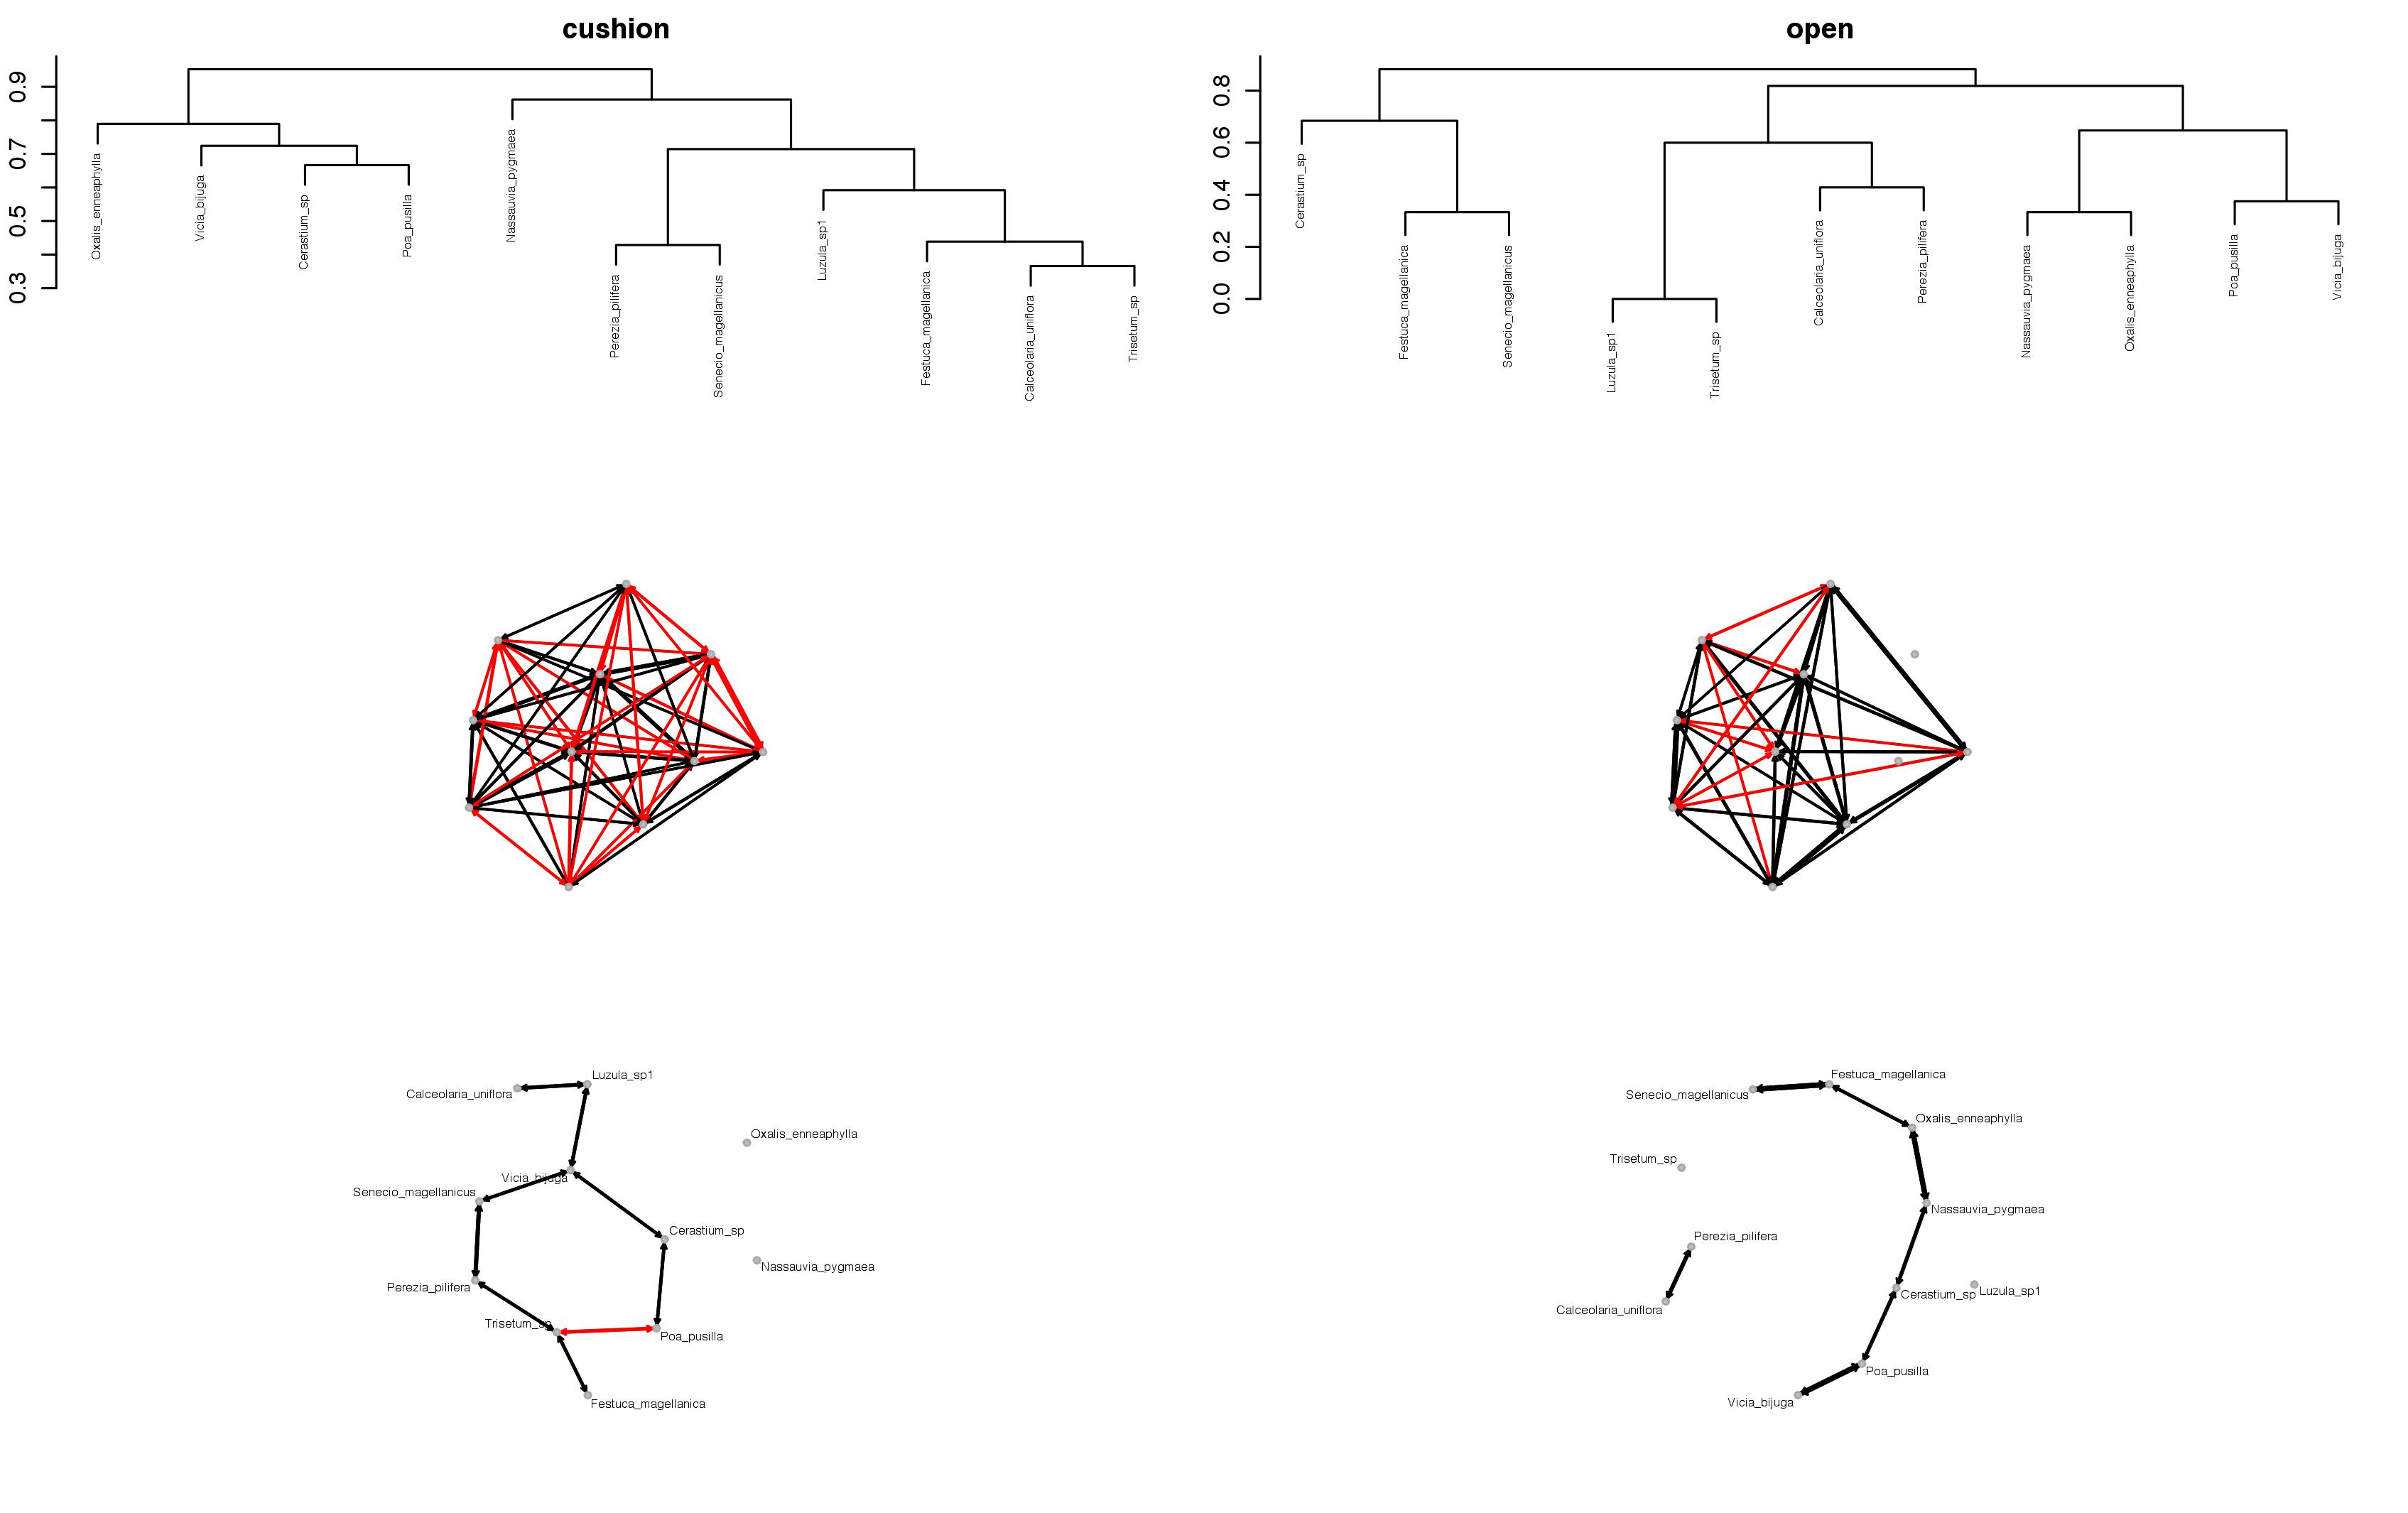 cushion
0.9
0.7
0.5
0.3
Oxalis_enneaphylla
Vicia_bijuga
Cerastium_sp
Poa_pusilla
Nassauvia_pygmaea
Perezia_pilifera
Senecio_magellanicus
Luzula_sp1
Festuca_magellanica
Calceolaria_uniflora
Trisetum_sp
open
0.8
0.6
0.4
0.2
0.0
Cerastium_sp
Festuca_magellanica
Senecio_magellanicus
Luzula_sp1
Trisetum_sp
Calceolaria_uniflora
Perezia_pilifera
Nassauvia_pygmaea
Oxalis_enneaphylla
Poa_pusilla
Vicia_bijuga
Luzula_sp1
Calceolaria_uniflora
Oxalis_enneaphylla
Vicia_bijuga
Senecio_magellanicus
Cerastium_sp
Nassauvia_pygmaea
Perezia_pilifera
Trisetum_sp
Poa_pusilla
Festuca_magellanica
Festuca_magellanica
Senecio_magellanicus
Oxalis_enneaphylla
Trisetum_sp
Nassauvia_pygmaea
Perezia_pilifera
Cerastium_sp
Luzula_sp1
Calceolaria_uniflora
Poa_pusilla
Vicia_bijuga